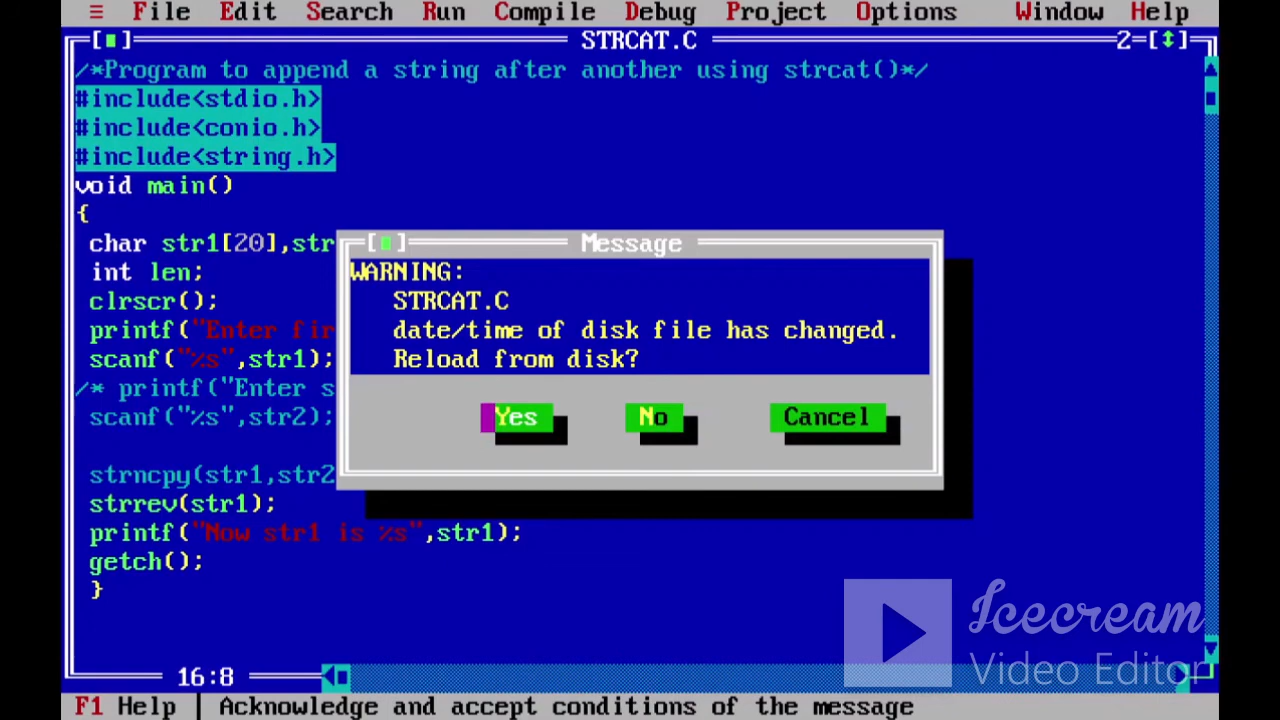 ≡ File Edit Search Run Compile Debug Project Options Window Help
STRCAT.C 2
/*Program to append a string after another using strcat()*/
#include<stdio.h>
#include<conio.h>
#include<string.h>
void main()
{
char str1[20],str
int len;
clrscr();
printf("Enter fir
scanf("%s",str1);
/* printf("Enter s
scanf("%s",str2);
strncpy(str1,str2
strrev(str1);
printf("Now str1 is %s",str1);
getch();
}
Message
WARNING:
STRCAT.C
date/time of disk file has changed.
Reload from disk?
Yes No Cancel
Icecream
Video Editor
16:8
F1 Help | Acknowledge and accept conditions of the message